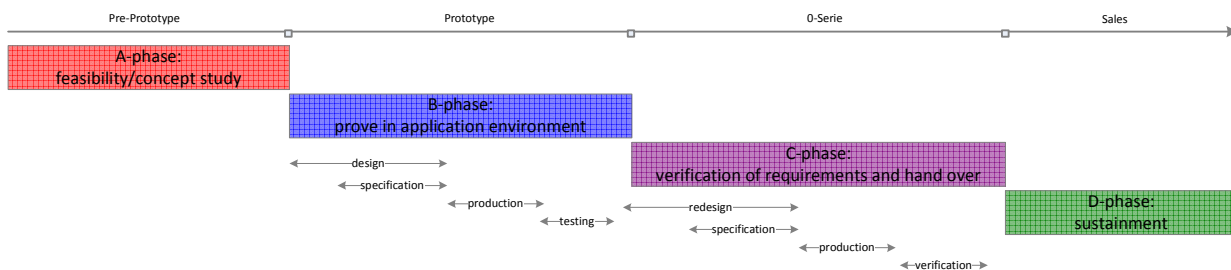 Pre-Prototype
Prototype
0-Serie
Sales
A-phase:
feasibility/concept study
B-phase:
prove in application environment
C-phase:
verification of requirements and hand over
D-phase:
sustainment
design
specification
production
testing
redesign
specification
production
verification